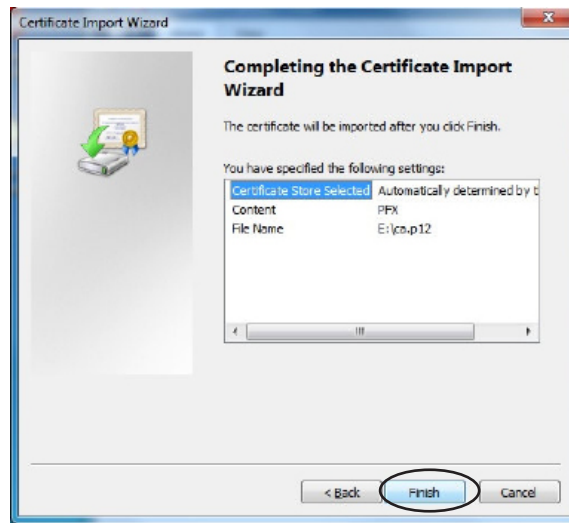 Certificate Import Wizard
Completing the Certificate Import
Wizard
The certificate will be imported after you click Finish.
You have specified the following settings:
Certificate Store Selected Automatically determined by t
Content PFX
File Name E:\ca.p12
< Back Finish Cancel